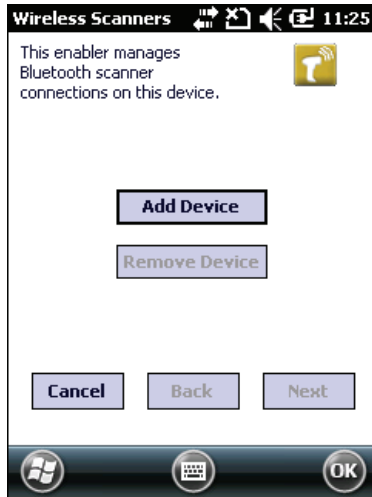 Wireless Scanners 11:25
This enabler manages
Bluetooth scanner
connections on this device.
Add Device
Remove Device
Cancel Back Next
OK